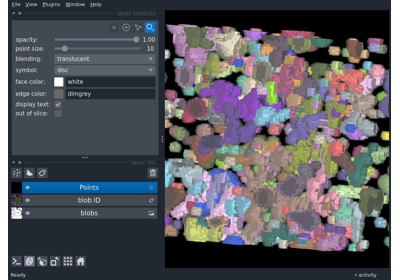 File View Plugins Window Help
layer controls
opacity: 1.00
point size: 10
blending: translucent
symbol: disc
face color: white
edge color: dimgrey
display text: ✓
out of slice:
layer list
Points
blob ID
blobs
Ready activity